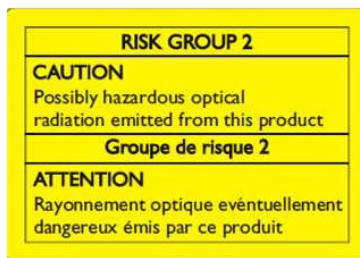 RISK GROUP 2
CAUTION
Possibly hazardous optical
radiation emitted from this product
Groupe de risque 2
ATTENTION
Rayonnement optique evéntuellement
dangereux émis par ce produit